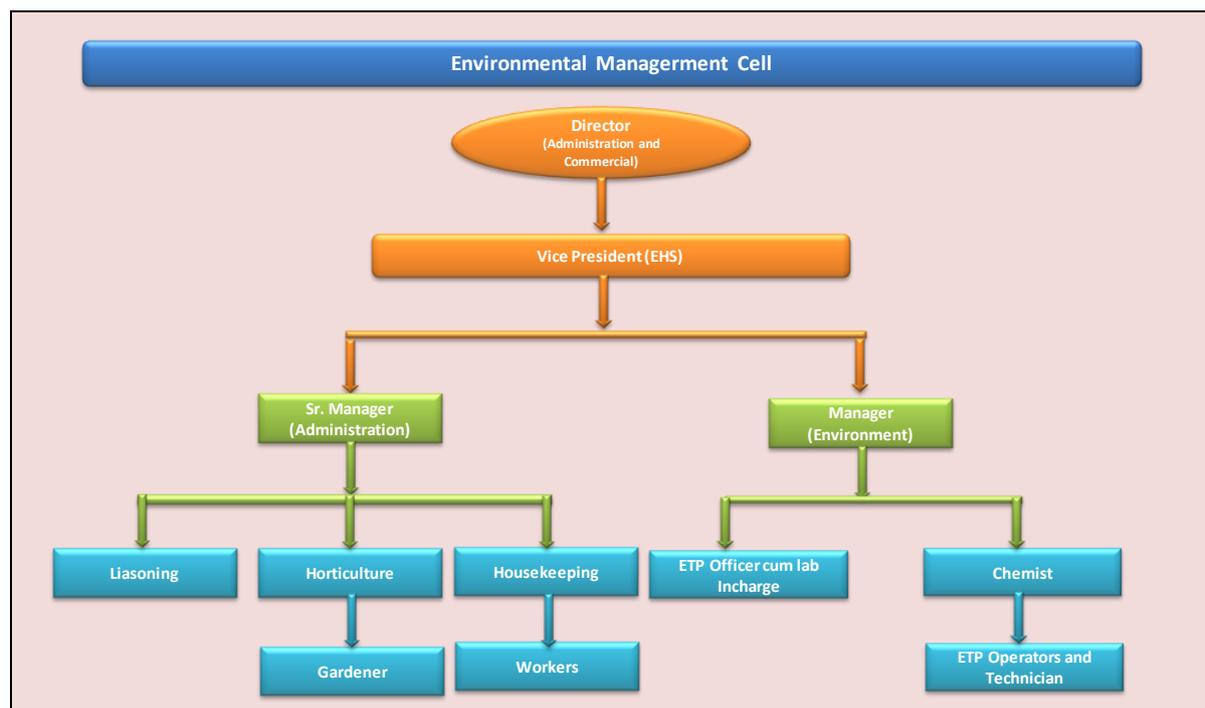 Environmental Managerment Cell
Director
(Administration and
Commercial)
Vice President (EHS)
Sr. Manager
(Administration)
Manager
(Environment)
Liasoning
Horticulture
Housekeeping
ETP Officer cum lab
Incharge
Chemist
Gardener
Workers
ETP Operators and
Technician